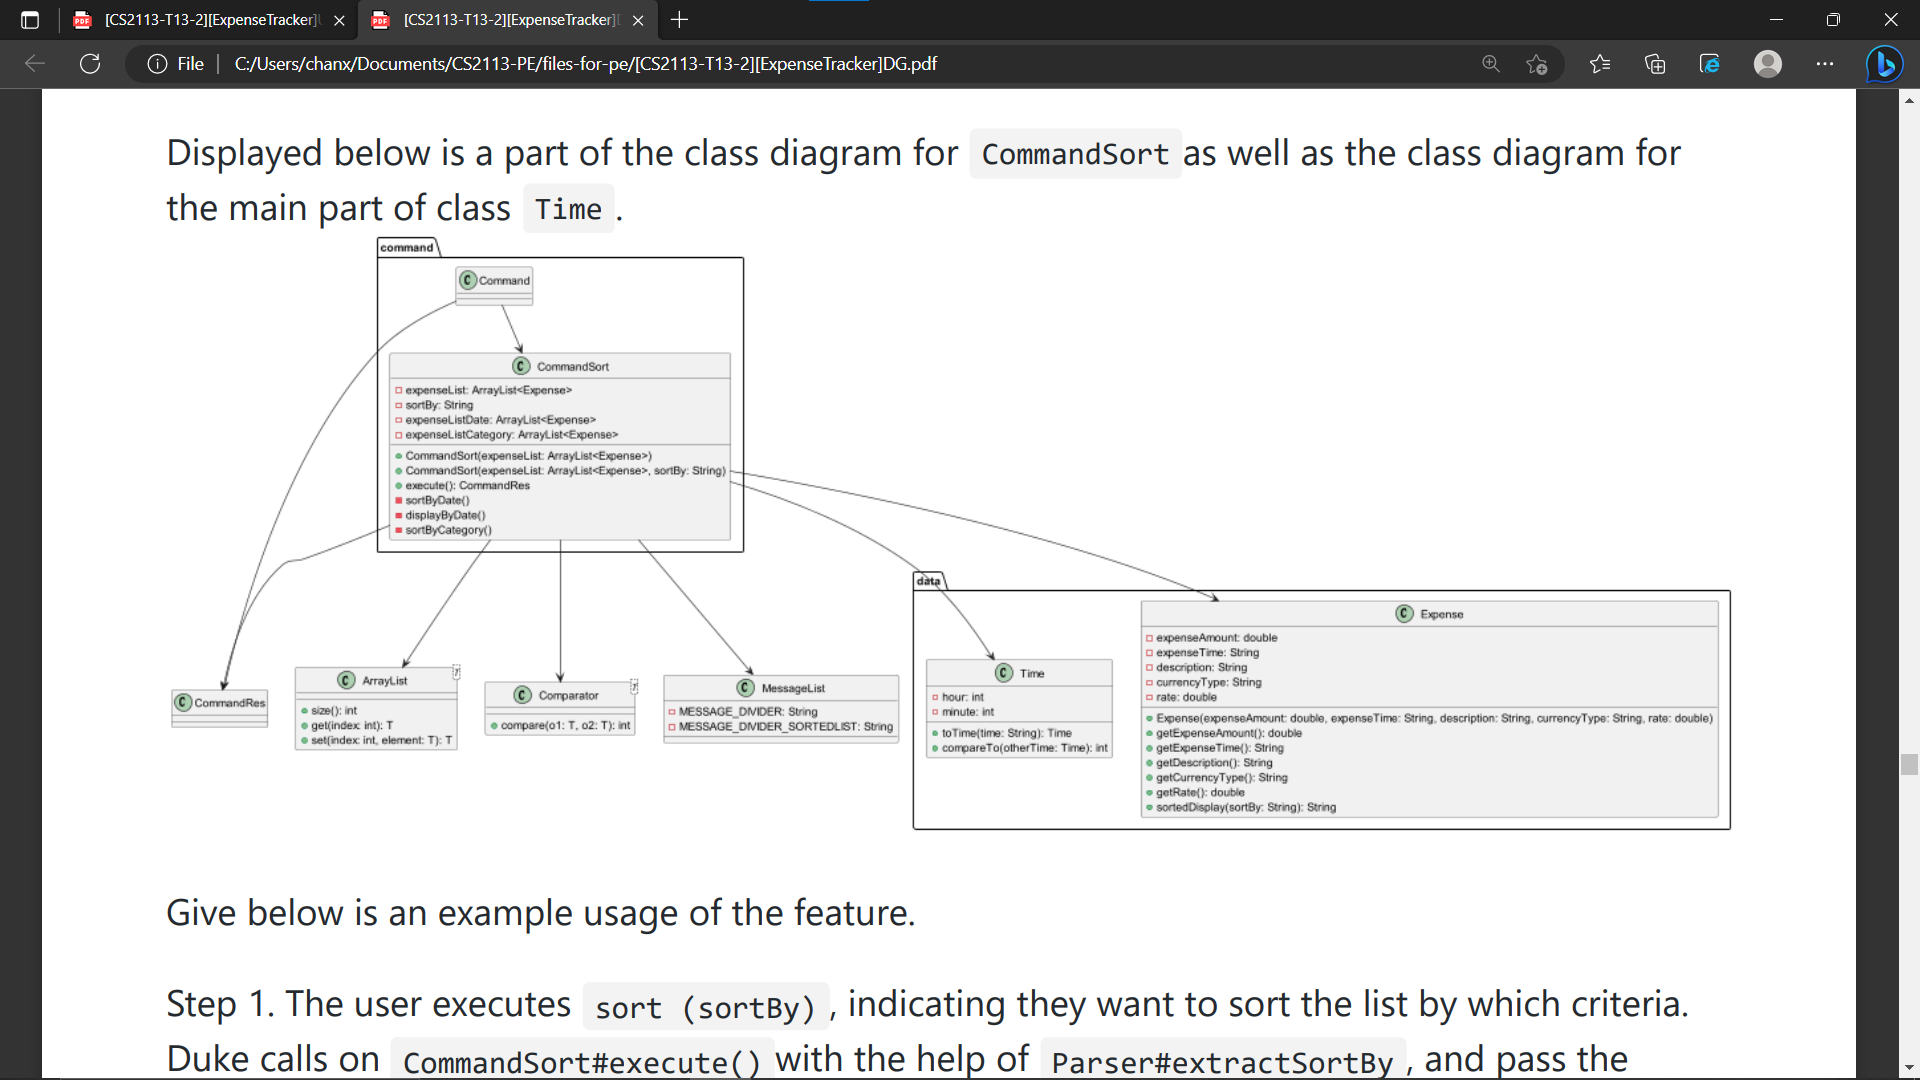 [CS2113-T13-2][ExpenseTracker]
[CS2113-T13-2][ExpenseTracker]
File
C:/Users/chanx/Documents/CS2113-PE/files-for-pe/[CS2113-T13-2][ExpenseTracker]DG.pdf
Displayed below is a part of the class diagram for CommandSort as well as the class diagram for
the main part of class Time .
command
C Command
C CommandSort
expenseList: ArrayList<Expense>
sortBy: String
expenseListDate: ArrayList<Expense>
expenseListCategory: ArrayList<Expense>
CommandSort(expenseList: ArrayList<Expense>)
CommandSort(expenseList: ArrayList<Expense>, sortBy: String)
execute(): CommandRes
sortByDate()
displayByDate()
sortByCategory()
C CommandRes
C ArrayList
size(): int
get(index: int): T
set(index: int, element: T): T
C Comparator
compare(o1: T, o2: T): int
C MessageList
MESSAGE_DIVIDER: String
MESSAGE_DIVIDER_SORTEDLIST: String
data
C Time
hour: int
minute: int
toTime(time: String): Time
compareTo(otherTime: Time): int
C Expense
expenseAmount: double
expenseTime: String
description: String
currencyType: String
rate: double
Expense(expenseAmount: double, expenseTime: String, description: String, currencyType: String, rate: double)
getExpenseAmount(): double
getExpenseTime(): String
getDescription(): String
getCurrencyType(): String
getRate(): double
sortedDisplay(sortBy: String): String
Give below is an example usage of the feature.
Step 1. The user executes sort (sortBy) , indicating they want to sort the list by which criteria.
Duke calls on CommandSort#execute() with the help of Parser#extractSortBy , and pass the